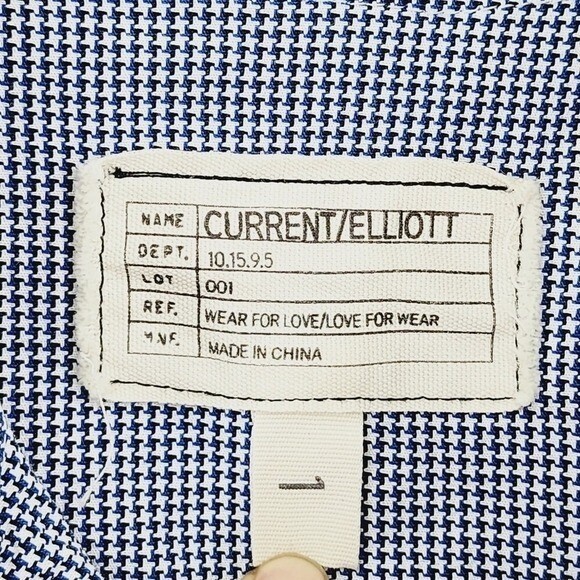 NAME CURRENT/ELLIOTT
DEPT. 10.15.9.5
LOT 001
REF. WEAR FOR LOVE/LOVE FOR WEAR
MNF. MADE IN CHINA
1